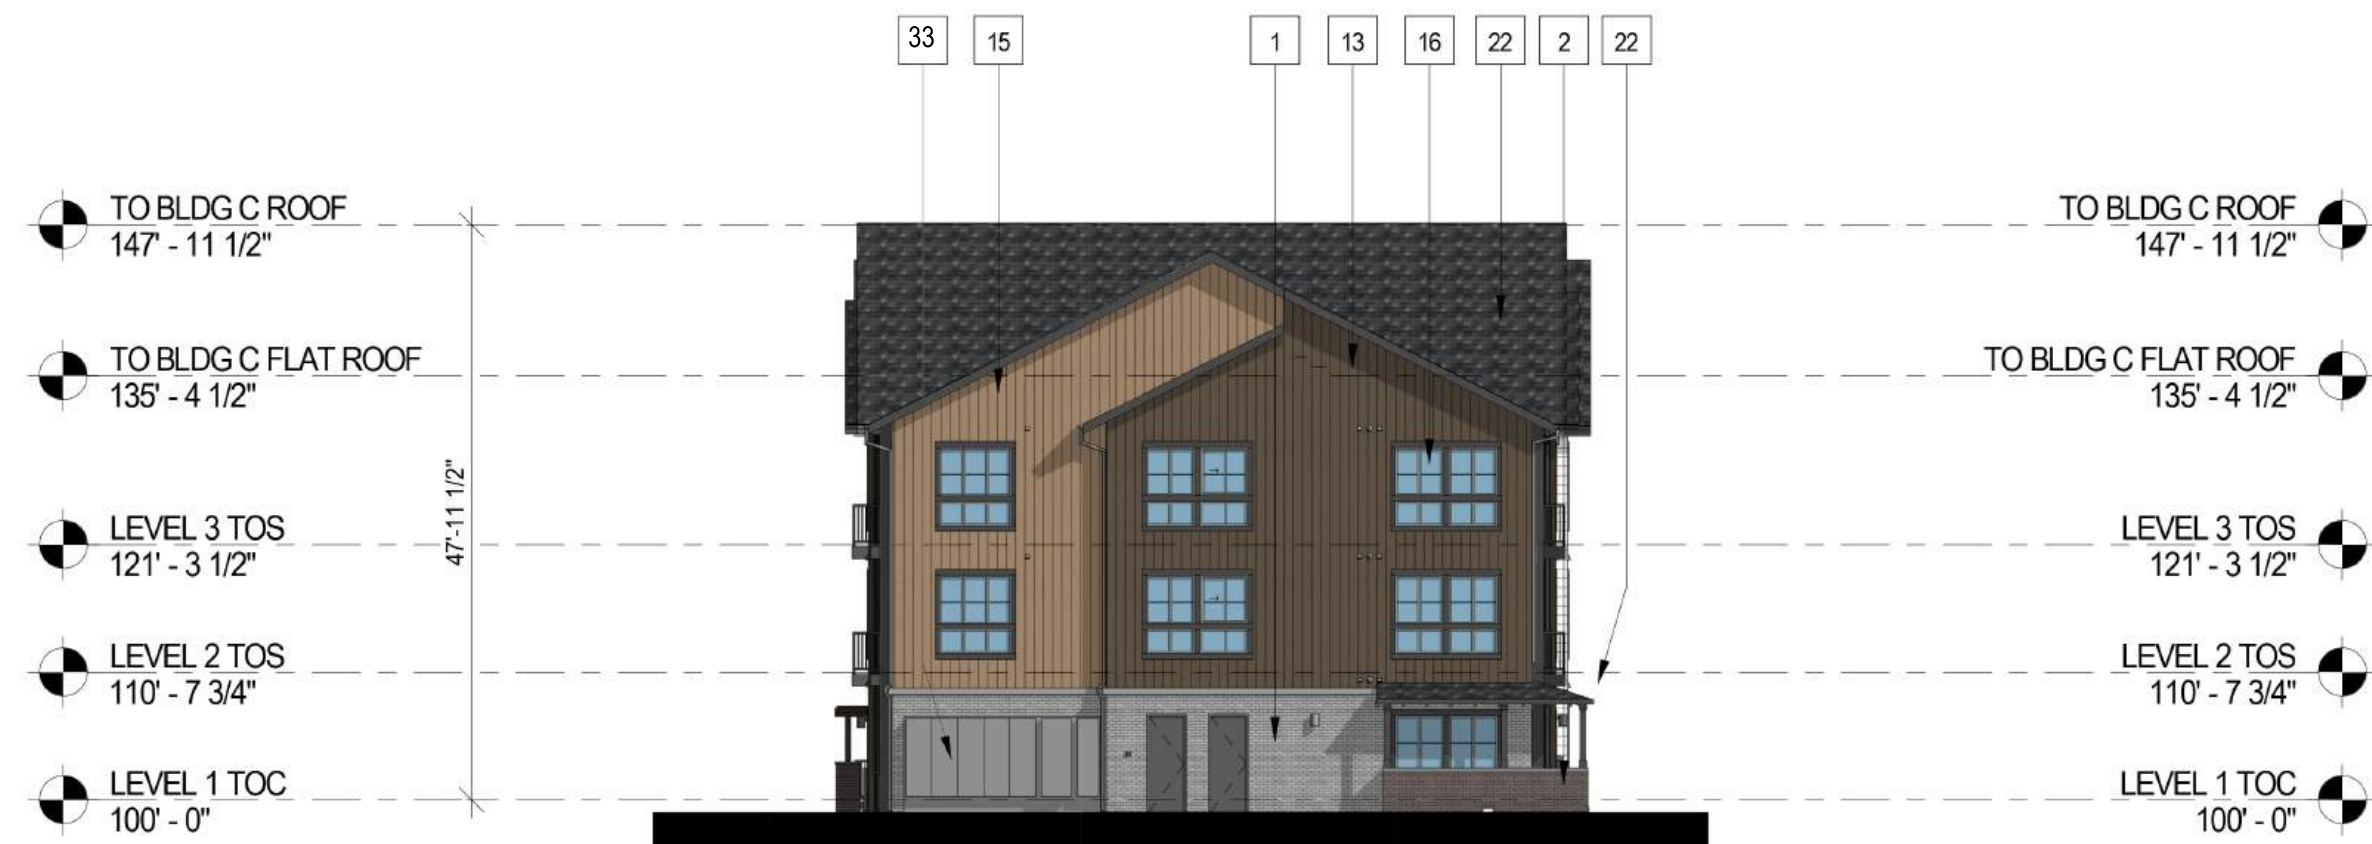 33 15 1 13 16 22 2 22
TO BLDG C ROOF
147' - 11 1/2"
TO BLDG C FLAT ROOF
135' - 4 1/2"
47'-11 1/2"
LEVEL 3 TOS
121' - 3 1/2"
LEVEL 2 TOS
110' - 7 3/4"
LEVEL 1 TOC
100' - 0"
TO BLDG C ROOF
147' - 11 1/2"
TO BLDG C FLAT ROOF
135' - 4 1/2"
LEVEL 3 TOS
121' - 3 1/2"
LEVEL 2 TOS
110' - 7 3/4"
LEVEL 1 TOC
100' - 0"